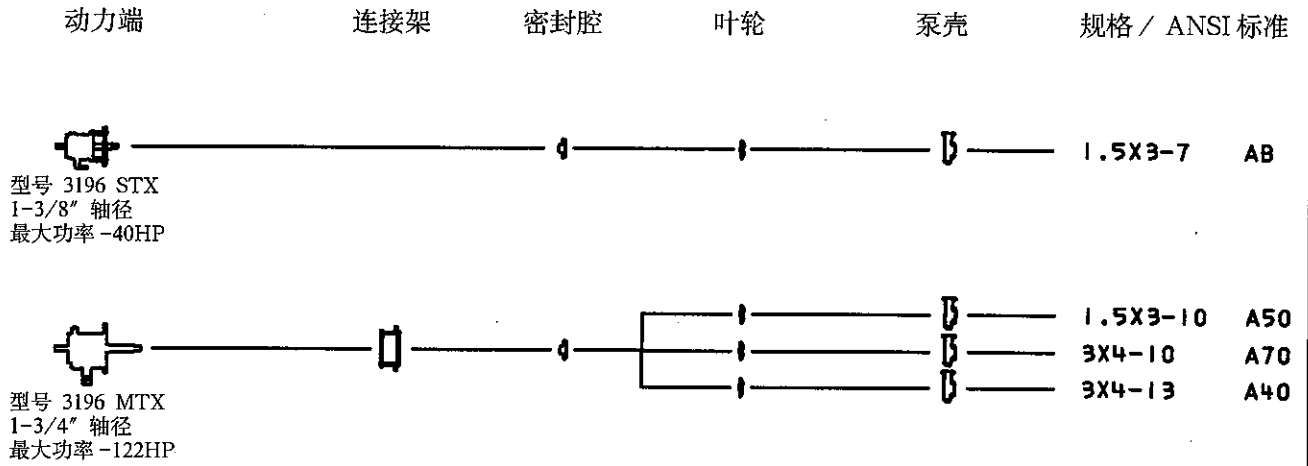 动力端 连接架 密封腔 叶轮 泵壳 规格 / ANSI 标准
1.5X3-7 AB
型号 3196 STX
1-3/8" 轴径
最大功率 -40HP
1.5X3-10 A50
3X4-10 A70
3X4-13 A40
型号 3196 MTX
1-3/4" 轴径
最大功率 -122HP